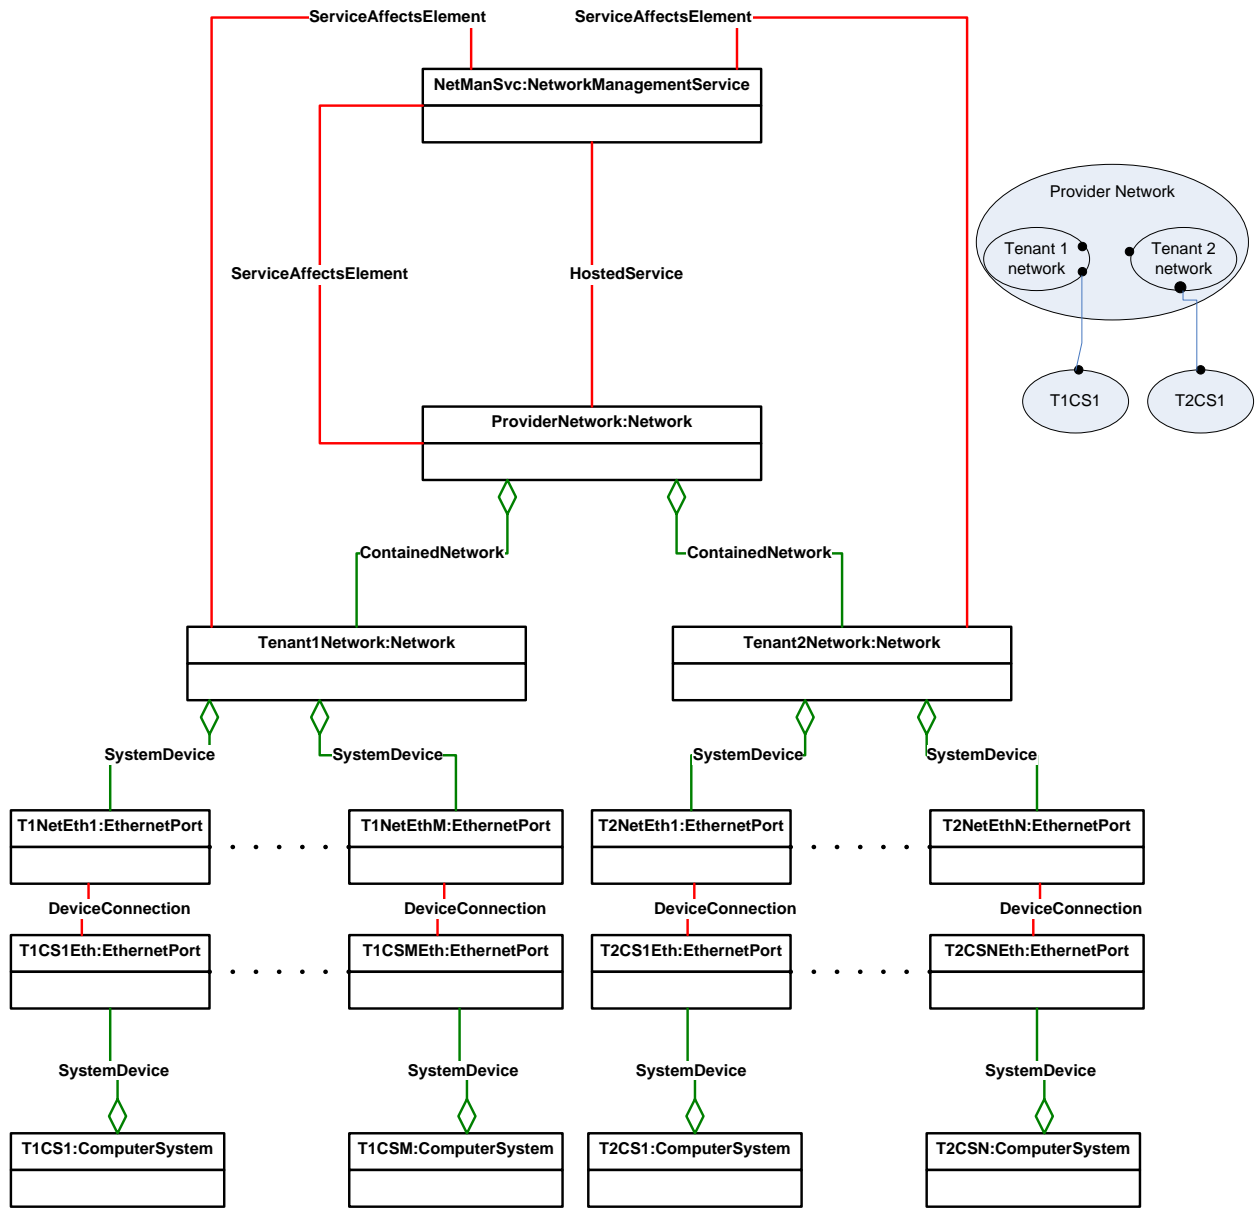 ServiceAffectsElement
ServiceAffectsElement
NetManSvc:NetworkManagementService
Provider Network
Tenant 1
network
Tenant 2
network
ServiceAffectsElement
HostedService
T1CS1
T2CS1
ProviderNetwork:Network
ContainedNetwork
ContainedNetwork
Tenant1Network:Network
Tenant2Network:Network
SystemDevice
SystemDevice
SystemDevice
SystemDevice
T1NetEth1:EthernetPort
T1NetEthM:EthernetPort
T2NetEth1:EthernetPort
T2NetEthN:EthernetPort
DeviceConnection
DeviceConnection
DeviceConnection
DeviceConnection
T1CS1Eth:EthernetPort
T1CSMEth:EthernetPort
T2CS1Eth:EthernetPort
T2CSNEth:EthernetPort
SystemDevice
SystemDevice
SystemDevice
SystemDevice
T1CS1:ComputerSystem
T1CSM:ComputerSystem
T2CS1:ComputerSystem
T2CSN:ComputerSystem